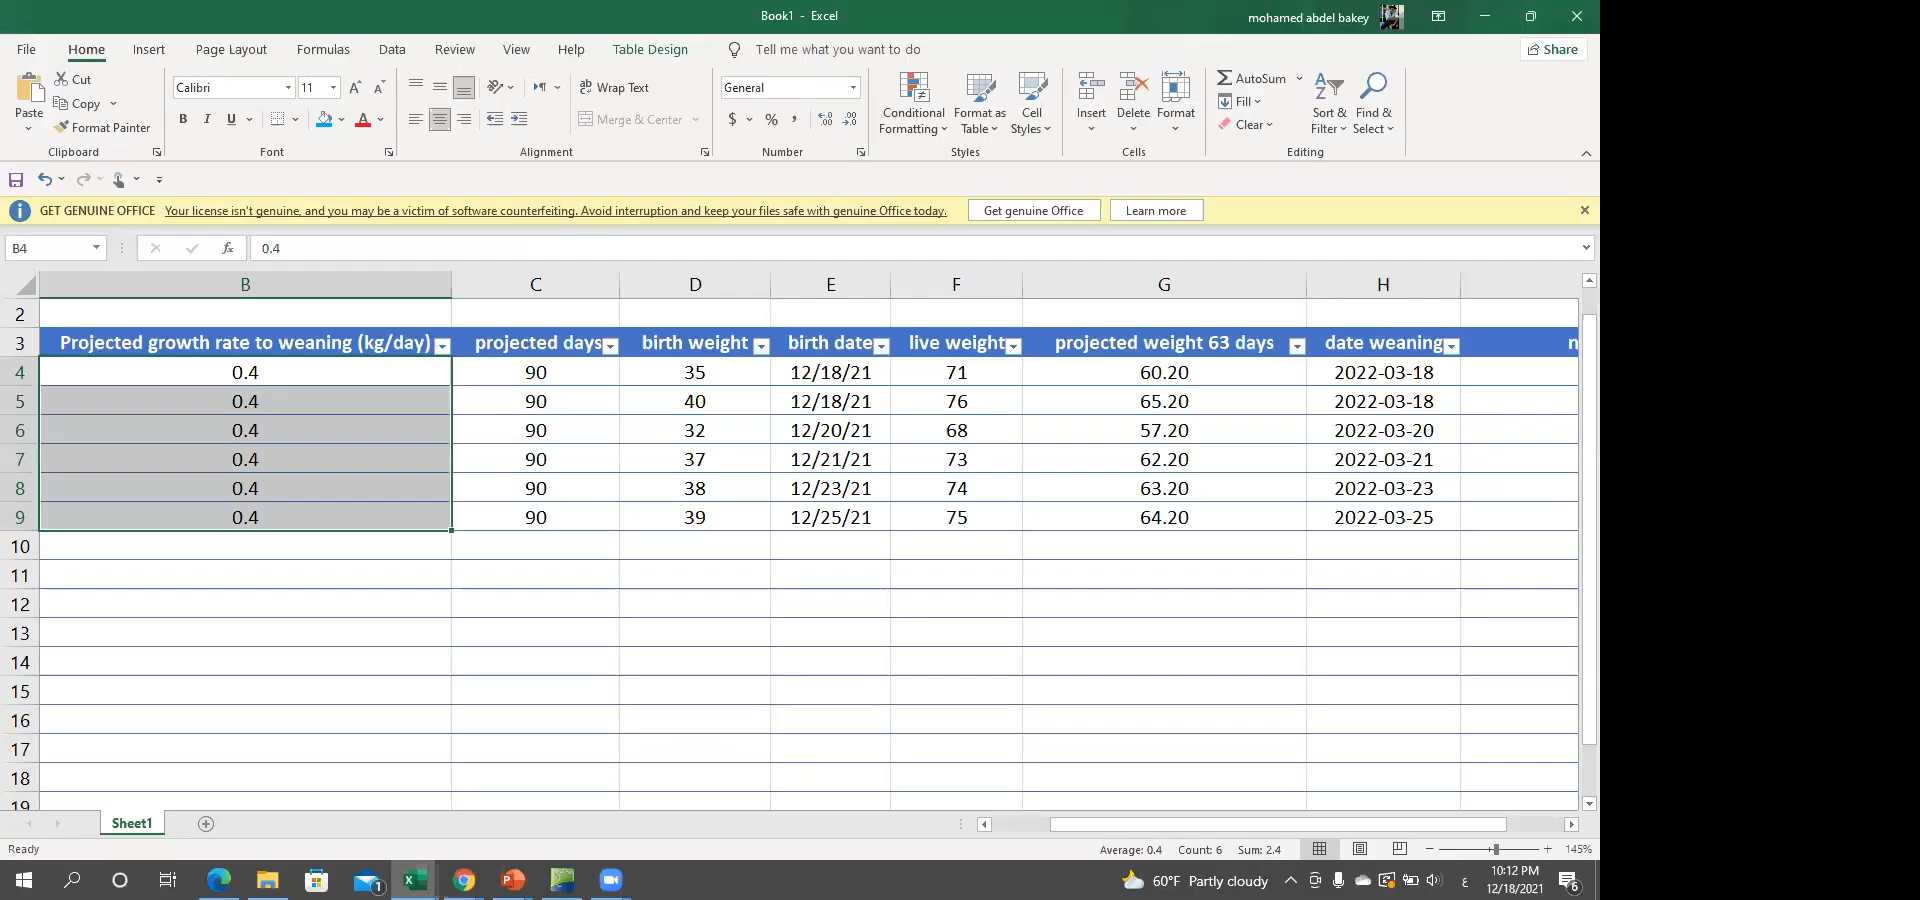 Book1 - Excel
mohamed abdel bakey
File Home Insert Page Layout Formulas Data Review View Help Table Design Tell me what you want to do Share
Paste
Cut
Copy
Format Painter
Clipboard
Calibri 11
B I U A
Font
Wrap Text
Merge & Center
Alignment
General
$ % ,
Number
Conditional Formatting
Format as Table
Cell Styles
Styles
Insert Delete Format
Cells
AutoSum
Fill
Clear
Sort & Filter
Find & Select
Editing
GET GENUINE OFFICE Your license isn't genuine, and you may be a victim of software counterfeiting. Avoid interruption and keep your files safe with genuine Office today. Get genuine Office Learn more
B4 fx 0.4
B C D E F G H
2
3 Projected growth rate to weaning (kg/day) projected days birth weight birth date live weight projected weight 63 days date weaning n
4 0.4 90 35 12/18/21 71 60.20 2022-03-18
5 0.4 90 40 12/18/21 76 65.20 2022-03-18
6 0.4 90 32 12/20/21 68 57.20 2022-03-20
7 0.4 90 37 12/21/21 73 62.20 2022-03-21
8 0.4 90 38 12/23/21 74 63.20 2022-03-23
9 0.4 90 39 12/25/21 75 64.20 2022-03-25
10
11
12
13
14
15
16
17
18
19
Sheet1
Ready Average: 0.4 Count: 6 Sum: 2.4 145%
60°F Partly cloudy ع 10:12 PM
12/18/2021
1
6